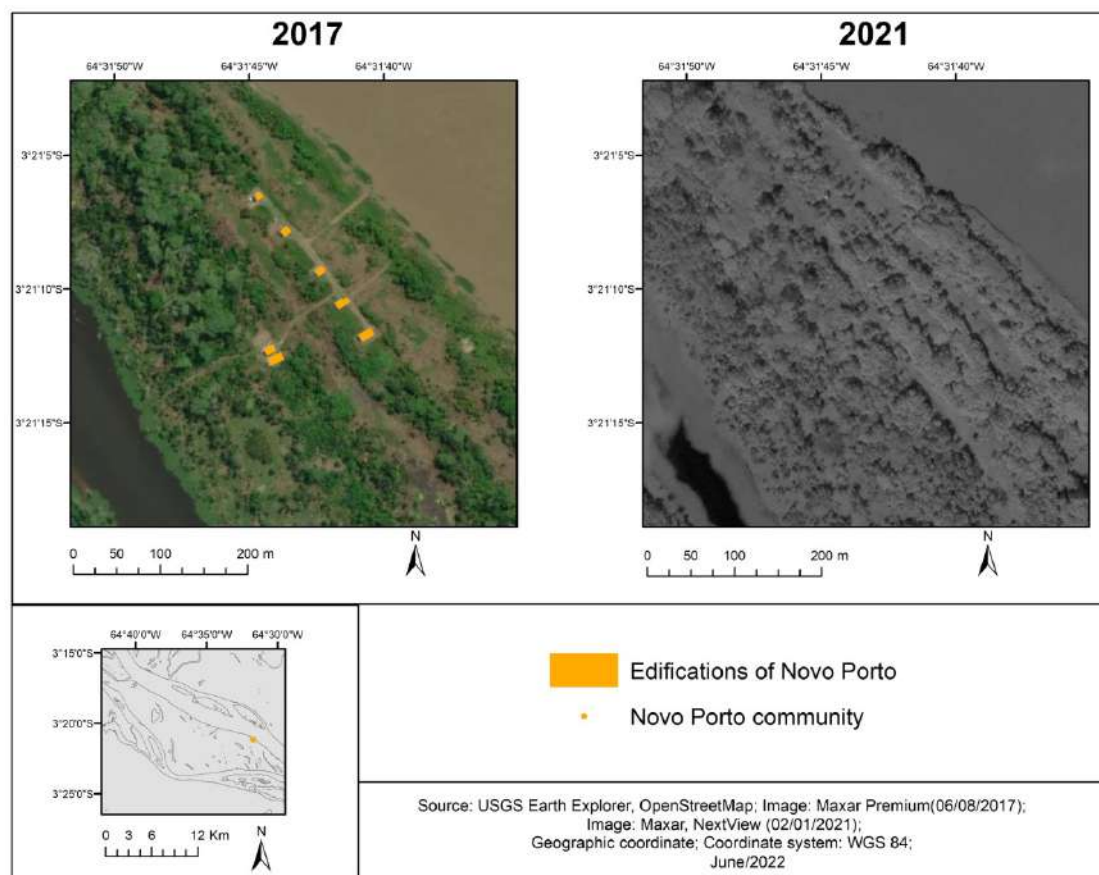 2017
2021
64°31'50"W 64°31'45"W 64°31'40"W
64°31'50"W 64°31'45"W 64°31'40"W
3°21'5"S
3°21'5"S
3°21'10"S
3°21'10"S
3°21'15"S
3°21'15"S
N
N
0 50 100 200 m
0 50 100 200 m
64°40'0"W 64°35'0"W 64°30'0"W
3°15'0"S
3°20'0"S
3°25'0"S
0 3 6 12 Km
N
Edifications of Novo Porto
Novo Porto community
Source: USGS Earth Explorer, OpenStreetMap; Image: Maxar Premium(06/08/2017);
Image: Maxar, NextView (02/01/2021);
Geographic coordinate; Coordinate system: WGS 84;
June/2022